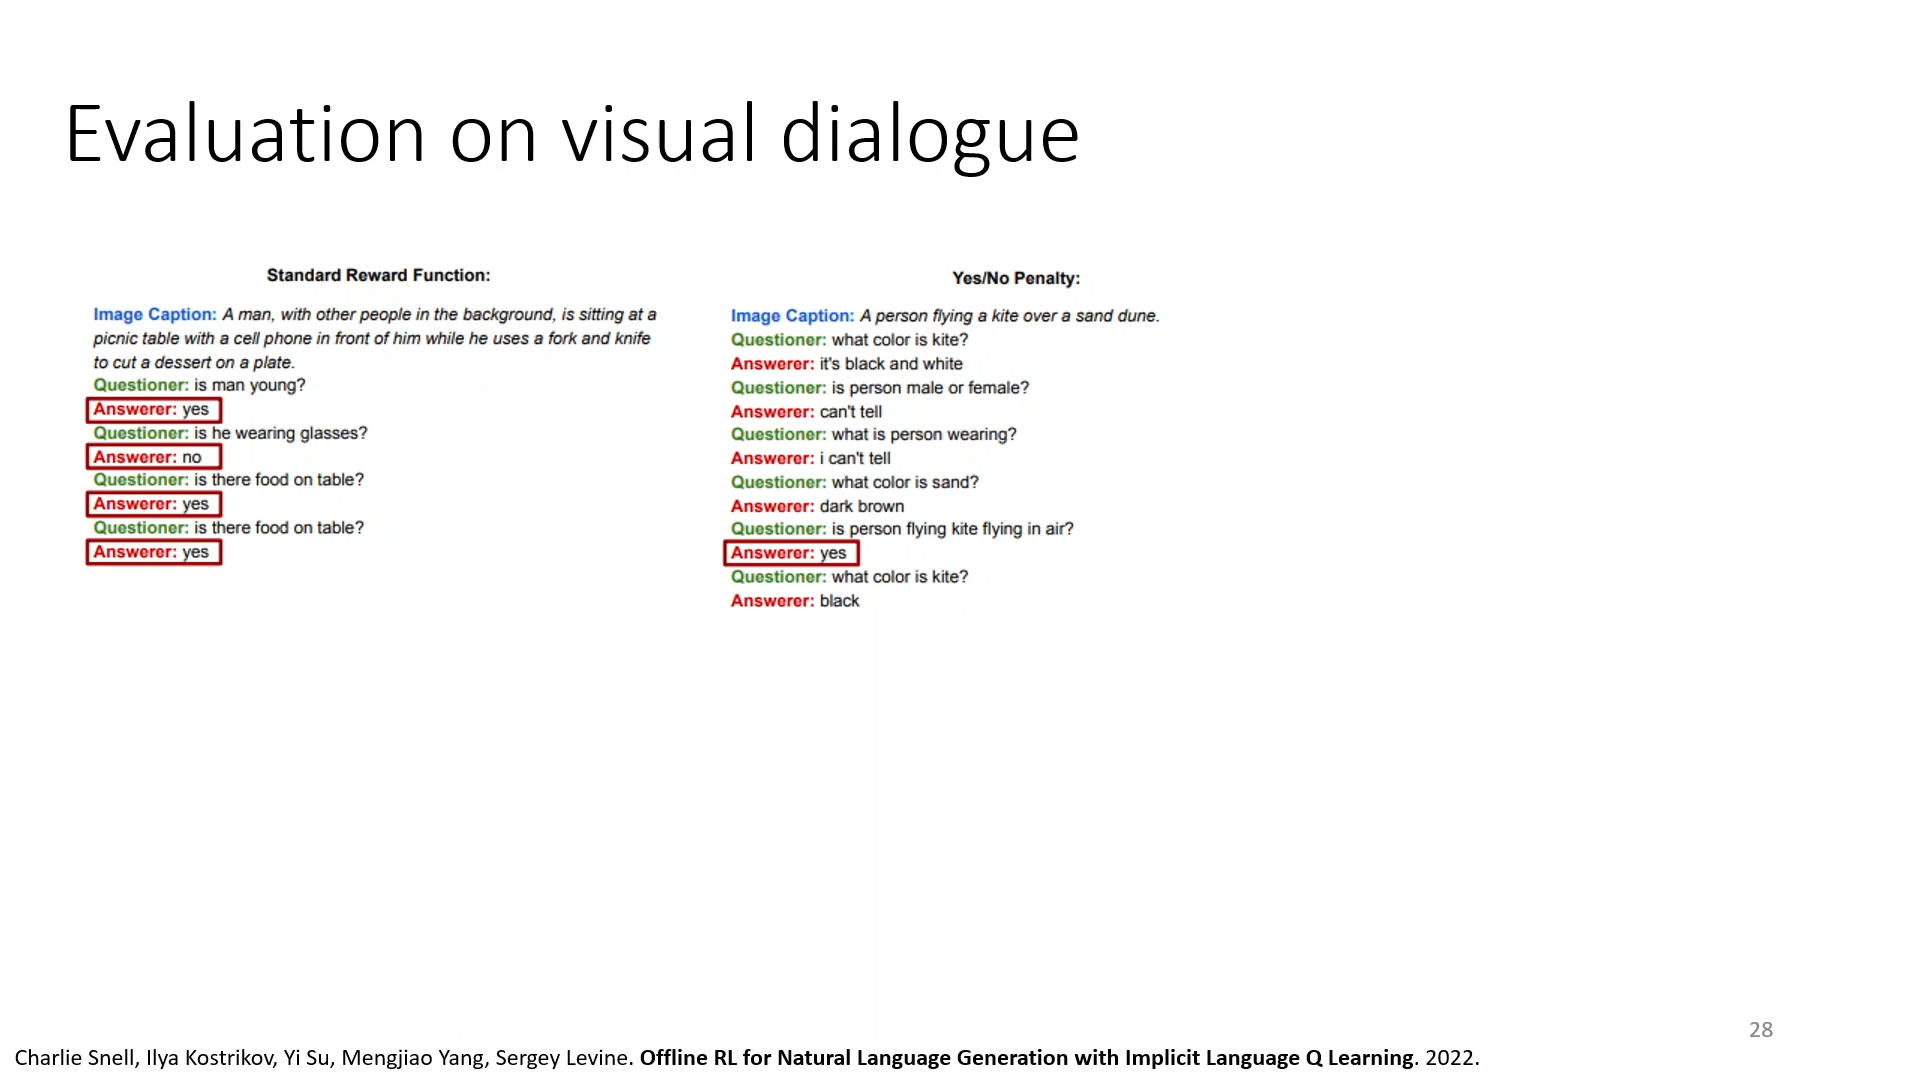 Evaluation on visual dialogue
Standard Reward Function:
Image Caption: A man, with other people in the background, is sitting at a
picnic table with a cell phone in front of him while he uses a fork and knife
to cut a dessert on a plate.
Questioner: is man young?
Answerer: yes
Questioner: is he wearing glasses?
Answerer: no
Questioner: is there food on table?
Answerer: yes
Questioner: is there food on table?
Answerer: yes
Yes/No Penalty:
Image Caption: A person flying a kite over a sand dune.
Questioner: what color is kite?
Answerer: it's black and white
Questioner: is person male or female?
Answerer: can't tell
Questioner: what is person wearing?
Answerer: i can't tell
Questioner: what color is sand?
Answerer: dark brown
Questioner: is person flying kite flying in air?
Answerer: yes
Questioner: what color is kite?
Answerer: black
28
Charlie Snell, Ilya Kostrikov, Yi Su, Mengjiao Yang, Sergey Levine. Offline RL for Natural Language Generation with Implicit Language Q Learning. 2022.